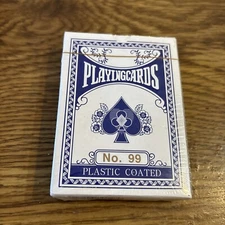 PLAYINGCARDS
No. 99
PLASTIC COATED